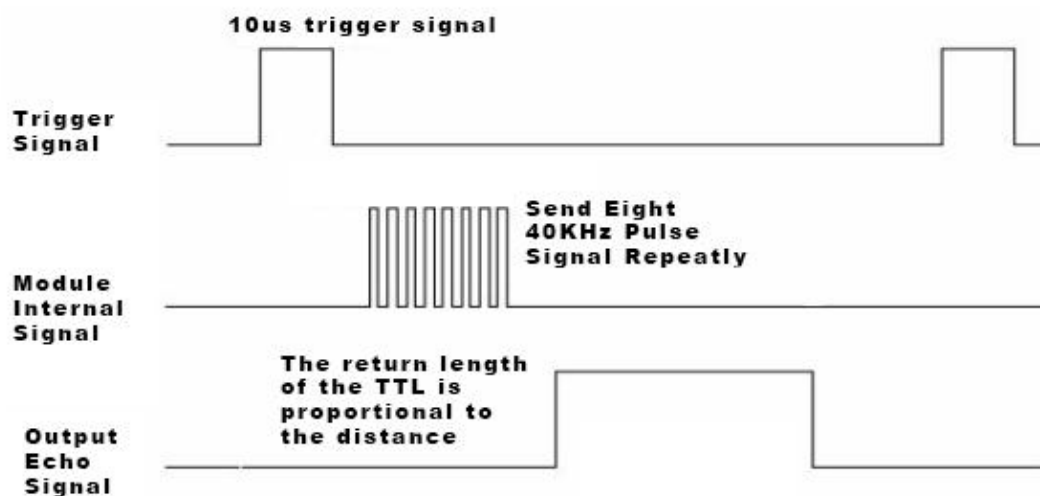 10us trigger signal
Trigger
Signal
Send Eight
40KHz Pulse
Signal Repeatly
Module
Internal
Signal
The return length
of the TTL is
proportional to
the distance
Output
Echo
Signal